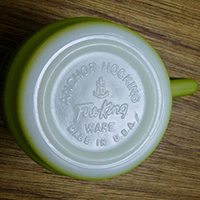 ANCHOR HOCKING
Fire-King
WARE
MADE IN U.S.A.